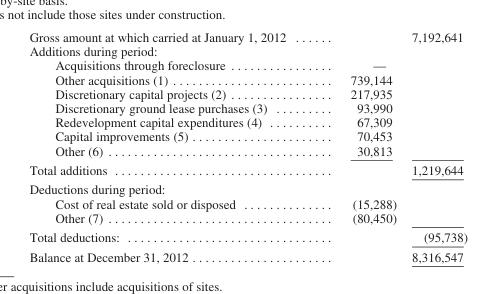 by-site basis.
s not include those sites under construction.
Gross amount at which carried at January 1, 2012 ...... 7,192,641
Additions during period:
Acquisitions through foreclosure ................ —
Other acquisitions (1) .......................... 739,144
Discretionary capital projects (2) .................. 217,935
Discretionary ground lease purchases (3) ......... 93,990
Redevelopment capital expenditures (4) .......... 67,309
Capital improvements (5) ........................ 70,453
Other (6) .................................... 30,813
Total additions ................................... 1,219,644
Deductions during period:
Cost of real estate sold or disposed .............. (15,288)
Other (7) .................................... (80,450)
Total deductions: ................................. (95,738)
Balance at December 31, 2012 ...................... 8,316,547
er acquisitions include acquisitions of sites.